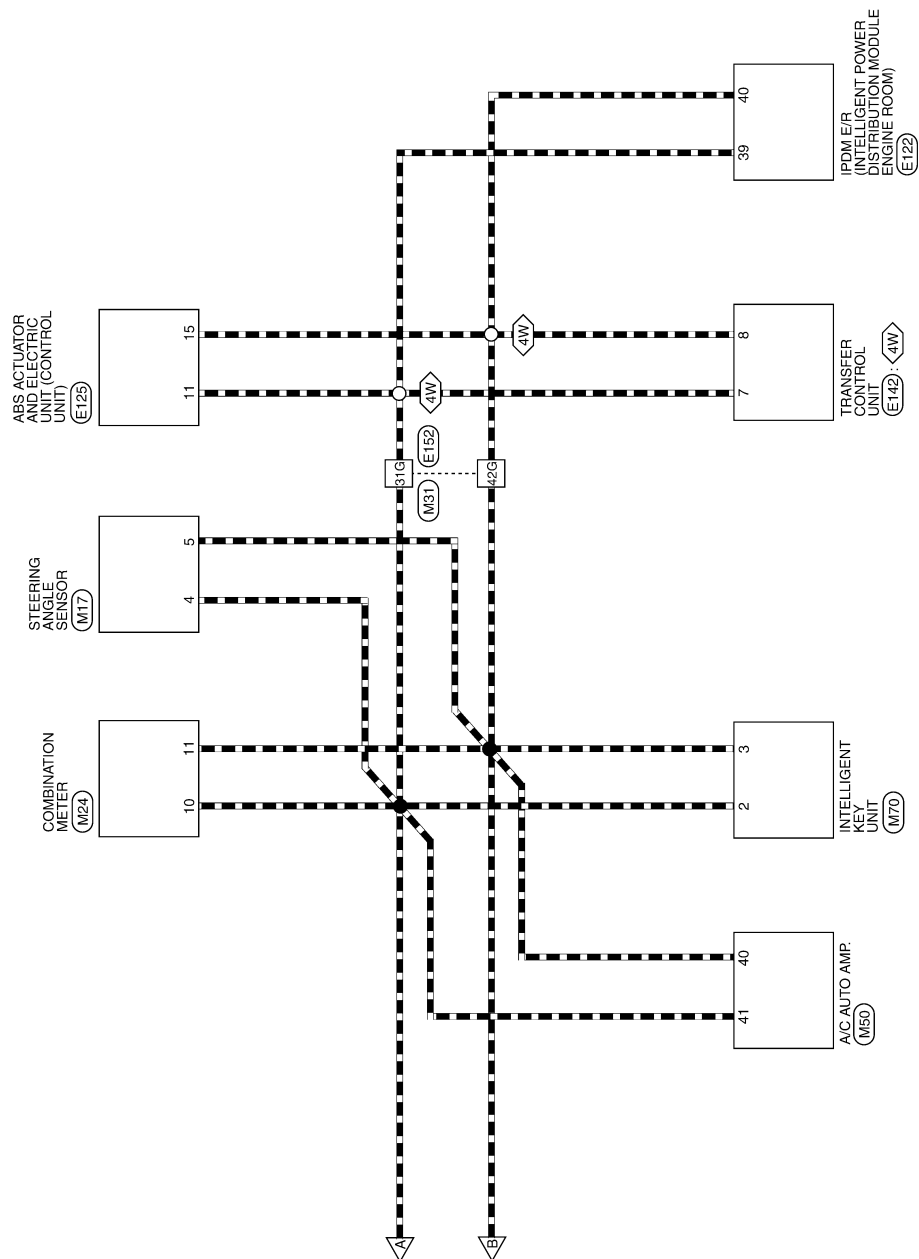 A
B
COMBINATION
METER
M24
10
11
STEERING
ANGLE
SENSOR
M17
4
5
ABS ACTUATOR
AND ELECTRIC
UNIT (CONTROL
UNIT)
E125
11
15
31G
42G
M31
E152
4W
4W
41
40
A/C AUTO AMP.
M50
2
3
INTELLIGENT
KEY
UNIT
M70
7
8
TRANSFER
CONTROL
UNIT
E142 : 4W
39
40
IPDM E/R
(INTELLIGENT POWER
DISTRIBUTION MODULE
ENGINE ROOM)
E122